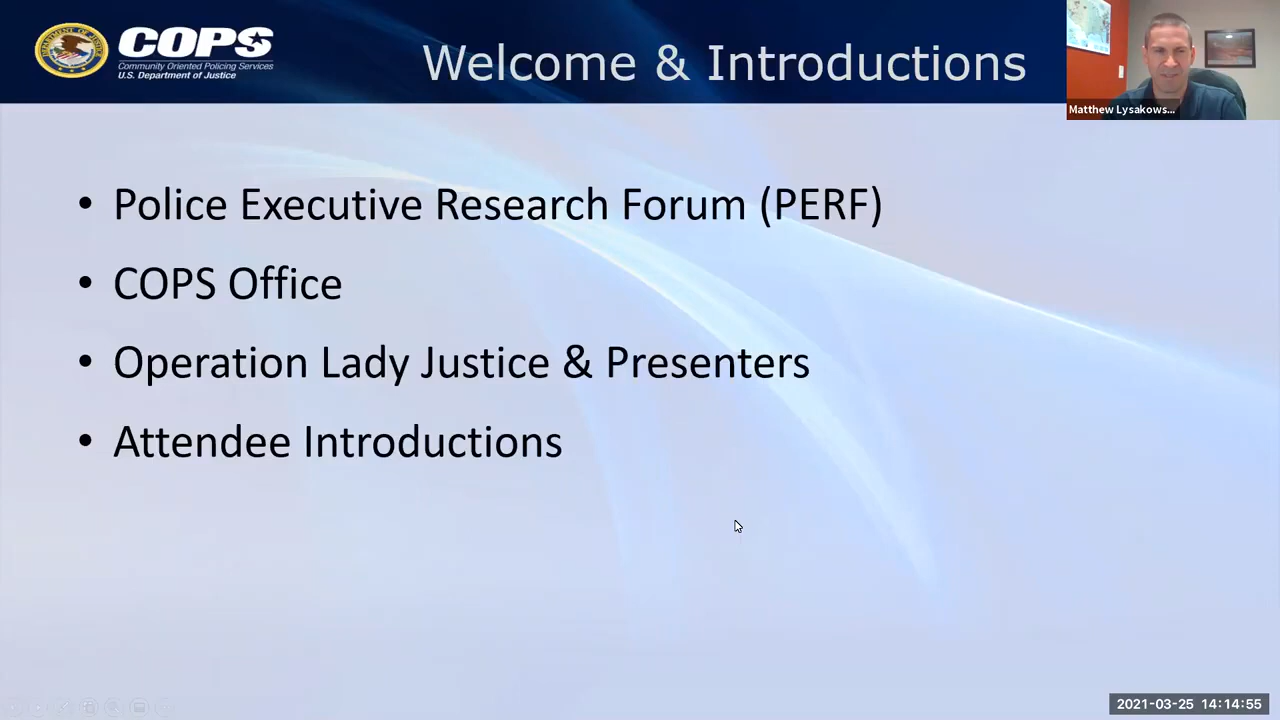 COPS
Community Oriented Policing Services
U.S. Department of Justice
Welcome & Introductions
Matthew Lysakows...
• Police Executive Research Forum (PERF)
• COPS Office
• Operation Lady Justice & Presenters
• Attendee Introductions
2021-03-25 14:14:55